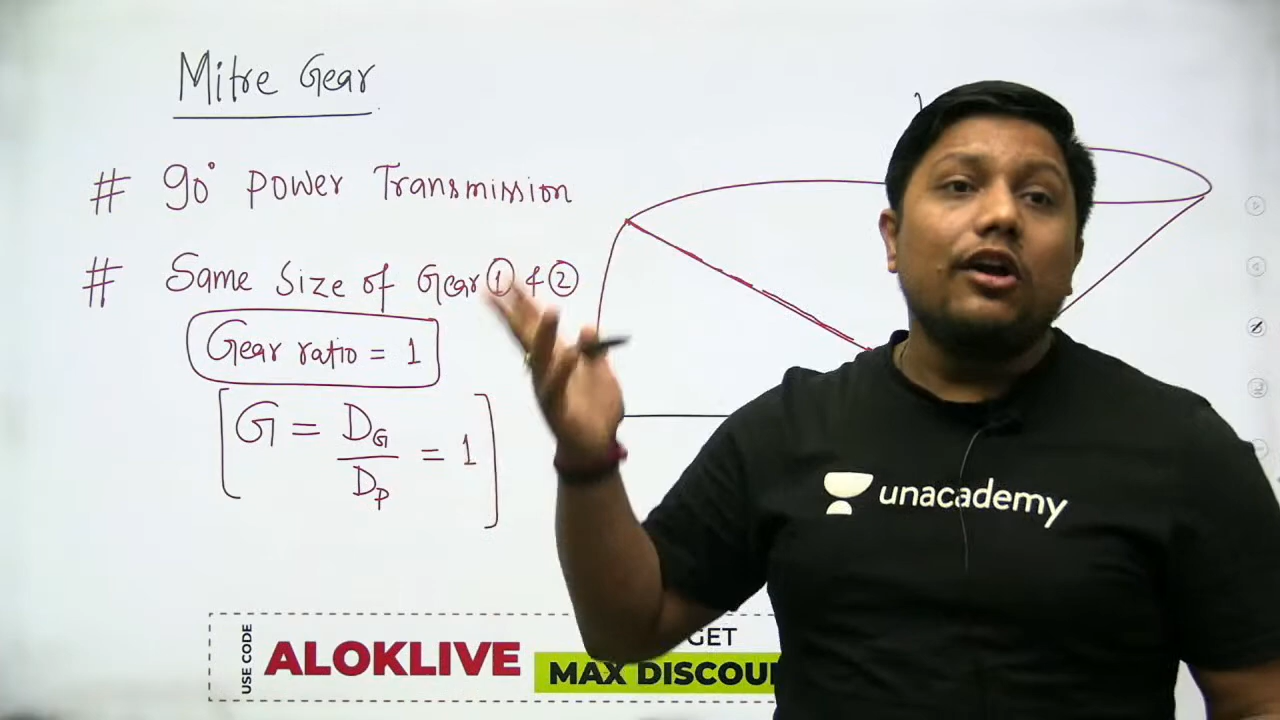 Mitre Gear
# 90° power Transmission
# Same Size of Gear ① & ②
Gear ratio = 1
[G = D_G / D_P = 1]
unacademy
USE CODE
ALOKLIVE
GET
MAX DISCOU